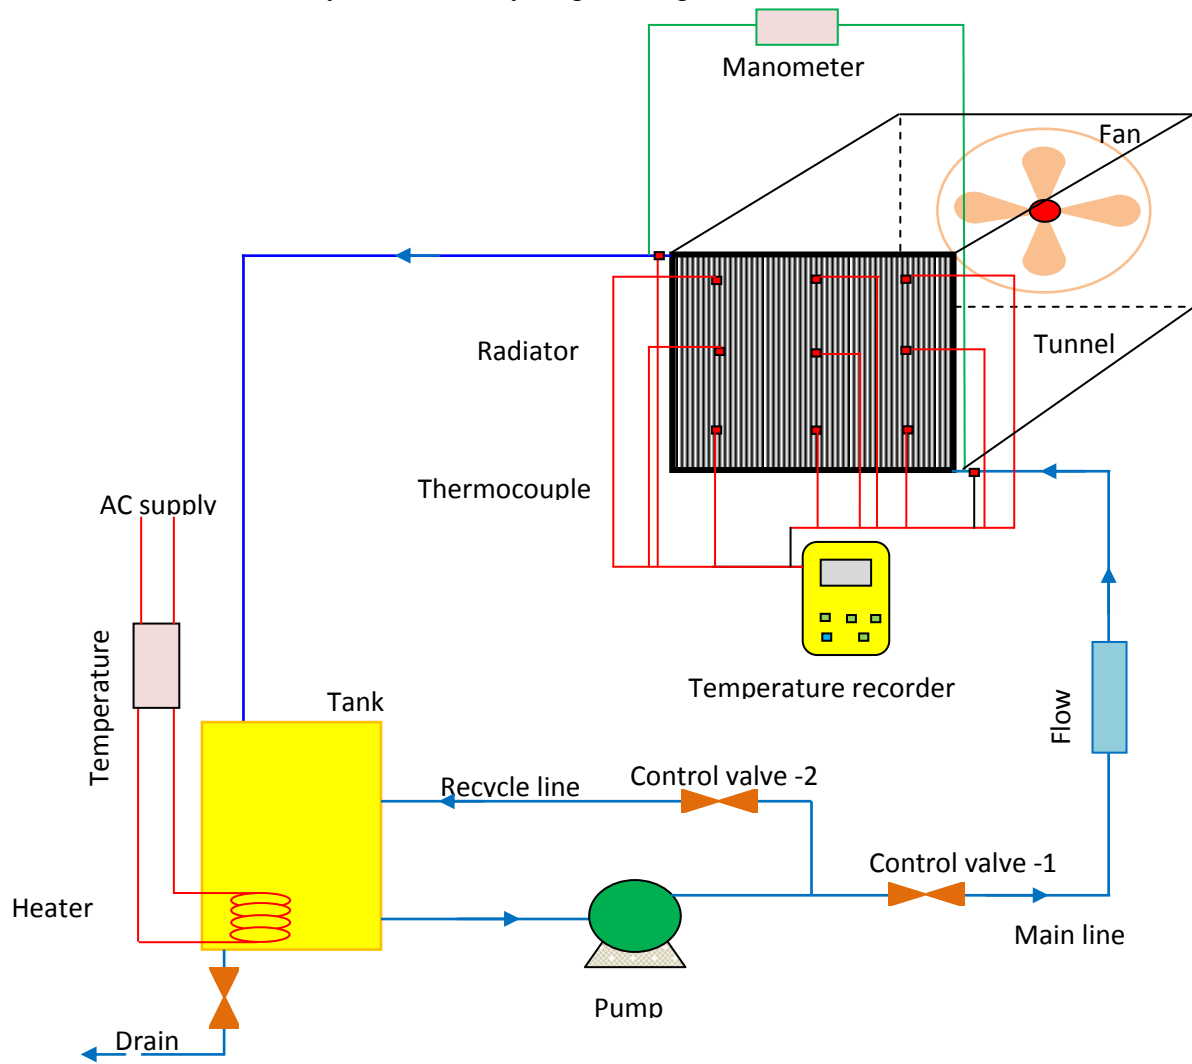 Manometer
Fan
Radiator
Tunnel
Thermocouple
AC supply
Temperature
Temperature recorder
Tank
Flow
Recycle line
Control valve -2
Control valve -1
Heater
Main line
Pump
Drain